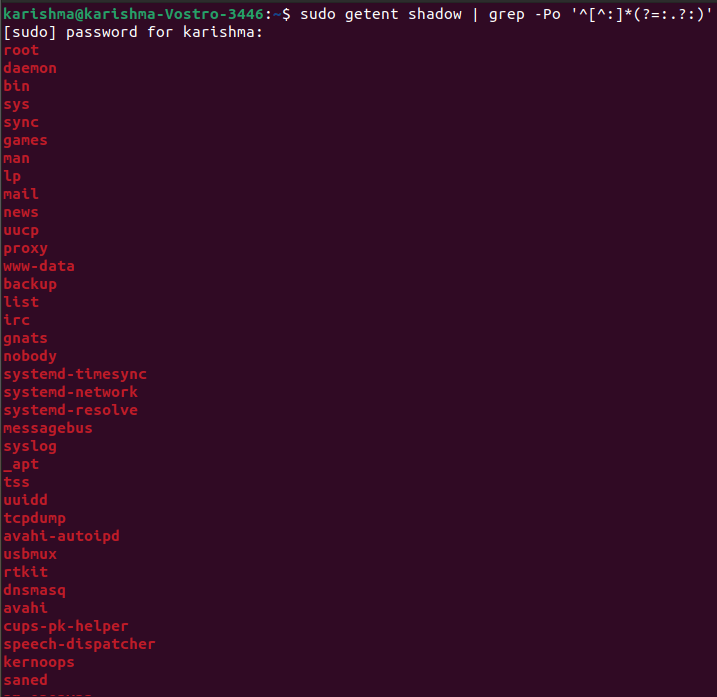 karishma@karishma-Vostro-3446:~$ sudo getent shadow | grep -Po '^[^:]*(?=:.?:)'
[sudo] password for karishma:
root
daemon
bin
sys
sync
games
man
lp
mail
news
uucp
proxy
www-data
backup
list
irc
gnats
nobody
systemd-timesync
systemd-network
systemd-resolve
messagebus
syslog
_apt
tss
uuidd
tcpdump
avahi-autoipd
usbmux
rtkit
dnsmasq
avahi
cups-pk-helper
speech-dispatcher
kernoops
saned